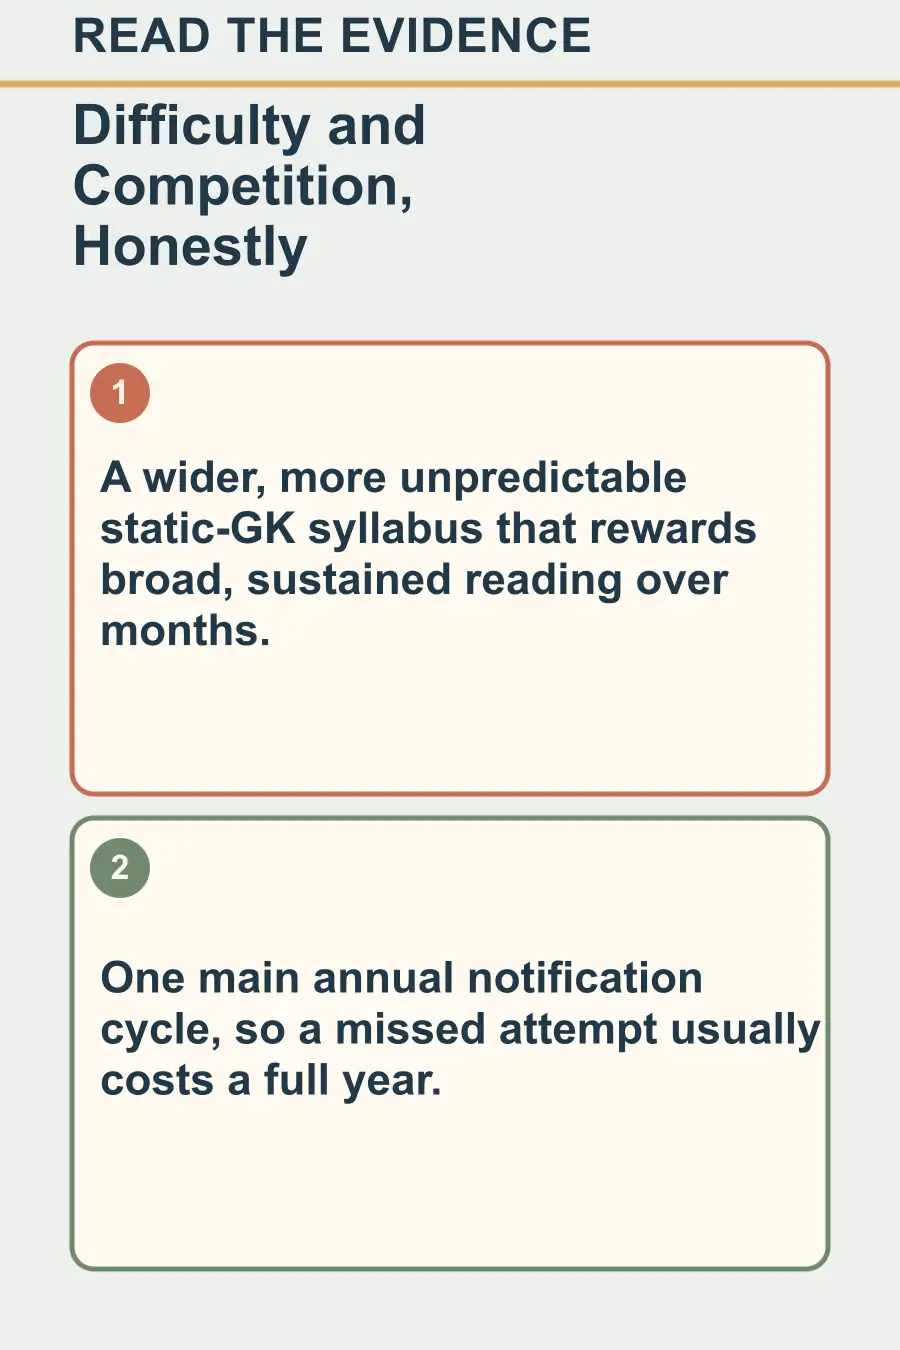 READ THE EVIDENCE
Difficulty and
Competition,
Honestly
1
A wider, more unpredictable
static-GK syllabus that rewards
broad, sustained reading over
months.
2
One main annual notification
cycle, so a missed attempt usually
costs a full year.